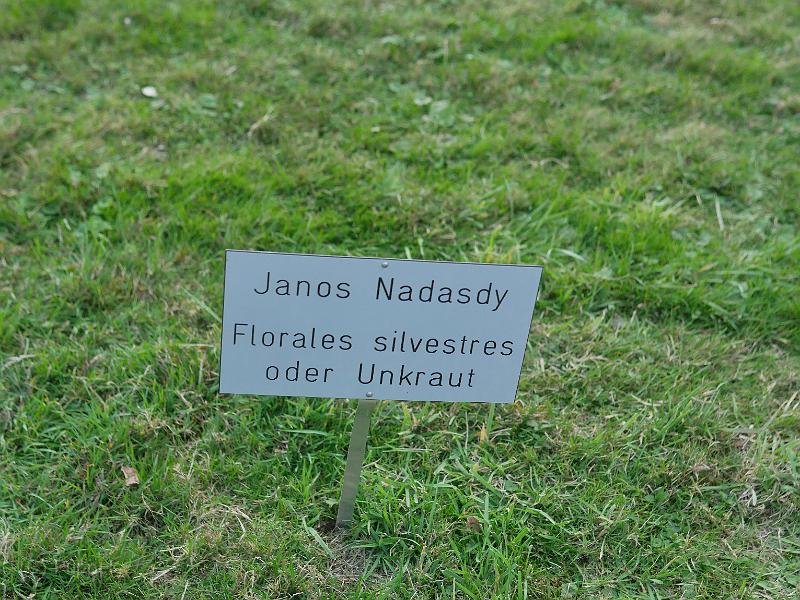 Janos Nadasdy
Florales silvestres
oder Unkraut